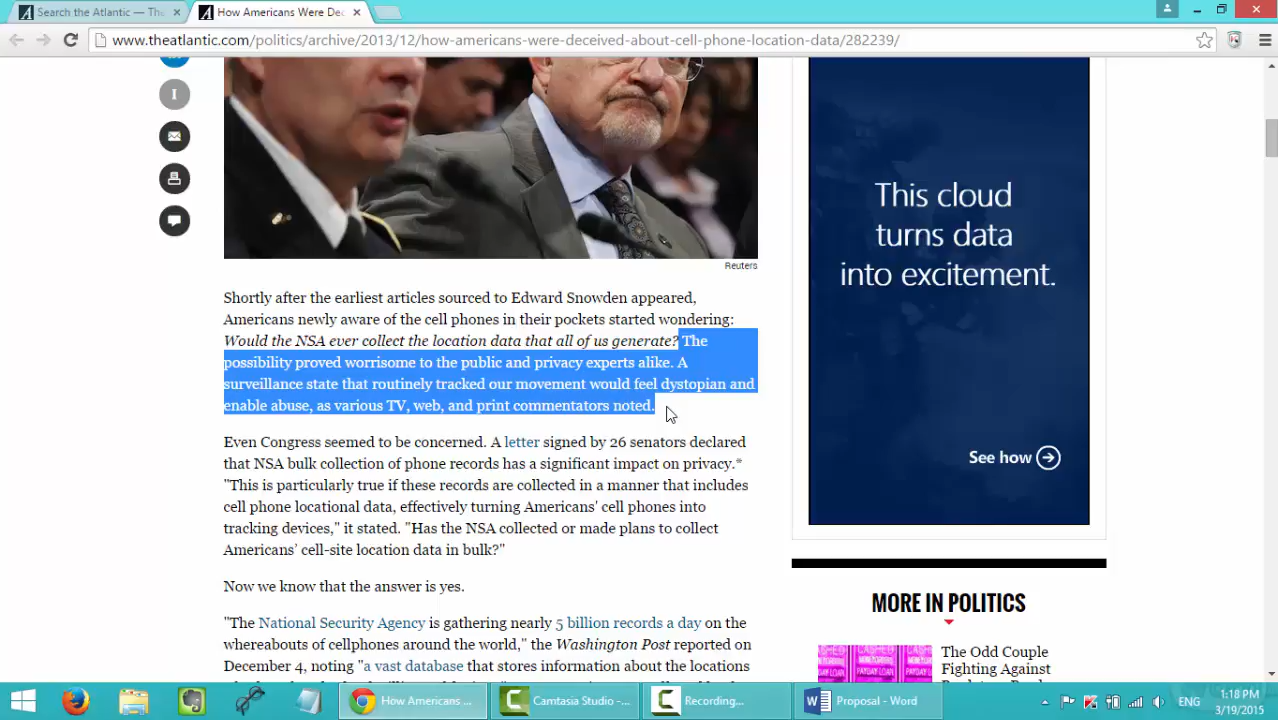 Search the Atlantic — The
How Americans Were Dec
www.theatlantic.com/politics/archive/2013/12/how-americans-were-deceived-about-cell-phone-location-data/282239/
Reuters
Shortly after the earliest articles sourced to Edward Snowden appeared,
Americans newly aware of the cell phones in their pockets started wondering:
Would the NSA ever collect the location data that all of us generate? The
possibility proved worrisome to the public and privacy experts alike. A
surveillance state that routinely tracked our movement would feel dystopian and
enable abuse, as various TV, web, and print commentators noted.
Even Congress seemed to be concerned. A letter signed by 26 senators declared
that NSA bulk collection of phone records has a significant impact on privacy.*
"This is particularly true if these records are collected in a manner that includes
cell phone locational data, effectively turning Americans' cell phones into
tracking devices," it stated. "Has the NSA collected or made plans to collect
Americans’ cell-site location data in bulk?"
Now we know that the answer is yes.
"The National Security Agency is gathering nearly 5 billion records a day on the
whereabouts of cellphones around the world," the Washington Post reported on
December 4, noting "a vast database that stores information about the locations
This cloud
turns data
into excitement.
See how
MORE IN POLITICS
The Odd Couple
Fighting Against
How Americans ...
Camtasia Studio -...
Recording...
Proposal - Word
ENG
1:18 PM
3/19/2015